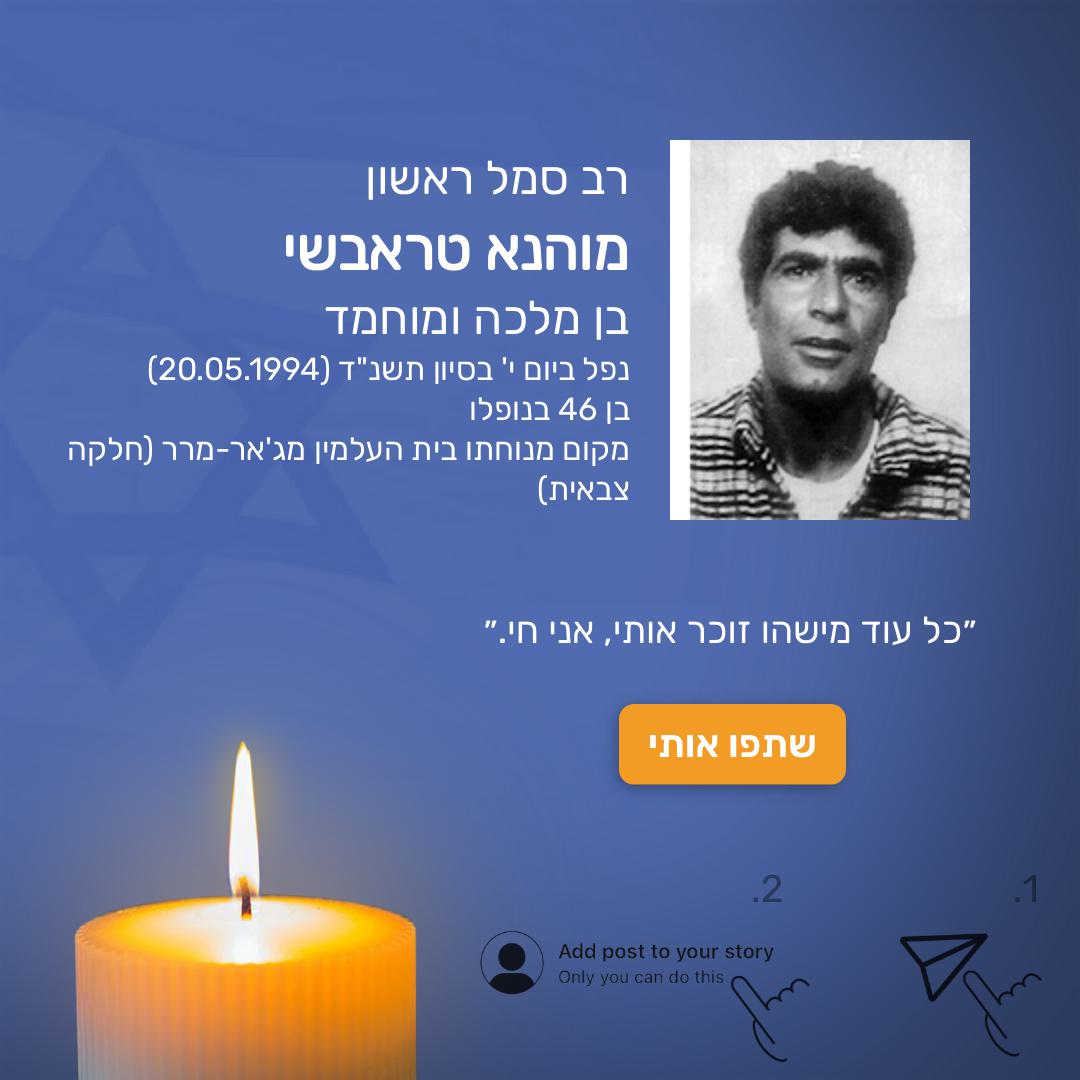 רב סמל ראשון
מוהנא טראבשי
בן מלכה ומוחמד
נפל ביום י' בסיון תשנ"ד (20.05.1994)
בן 46 בנופלו
מקום מנוחתו בית העלמין מג'אר-מרר (חלקה
צבאית)
״כל עוד מישהו זוכר אותי, אני חי.״
שתפו אותי
1.
2.
Add post to your story
Only you can do this